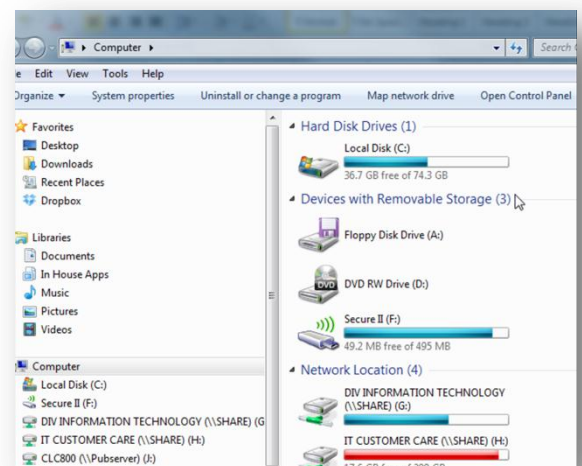 Computer
Search
e Edit View Tools Help
Organize System properties Uninstall or change a program Map network drive Open Control Panel
Favorites
Desktop
Downloads
Recent Places
Dropbox
Libraries
Documents
In House Apps
Music
Pictures
Videos
Computer
Local Disk (C:)
Secure II (F:)
DIV INFORMATION TECHNOLOGY (\\SHARE) (G
IT CUSTOMER CARE (\\SHARE) (H:)
CLC800 (\\Pubserver) (J:)
Hard Disk Drives (1)
Local Disk (C:)
36.7 GB free of 74.3 GB
Devices with Removable Storage (3)
Floppy Disk Drive (A:)
DVD RW Drive (D:)
DVD
Secure II (F:)
49.2 MB free of 495 MB
Network Location (4)
DIV INFORMATION TECHNOLOGY
(\\SHARE) (G:)
IT CUSTOMER CARE (\\SHARE) (H:)